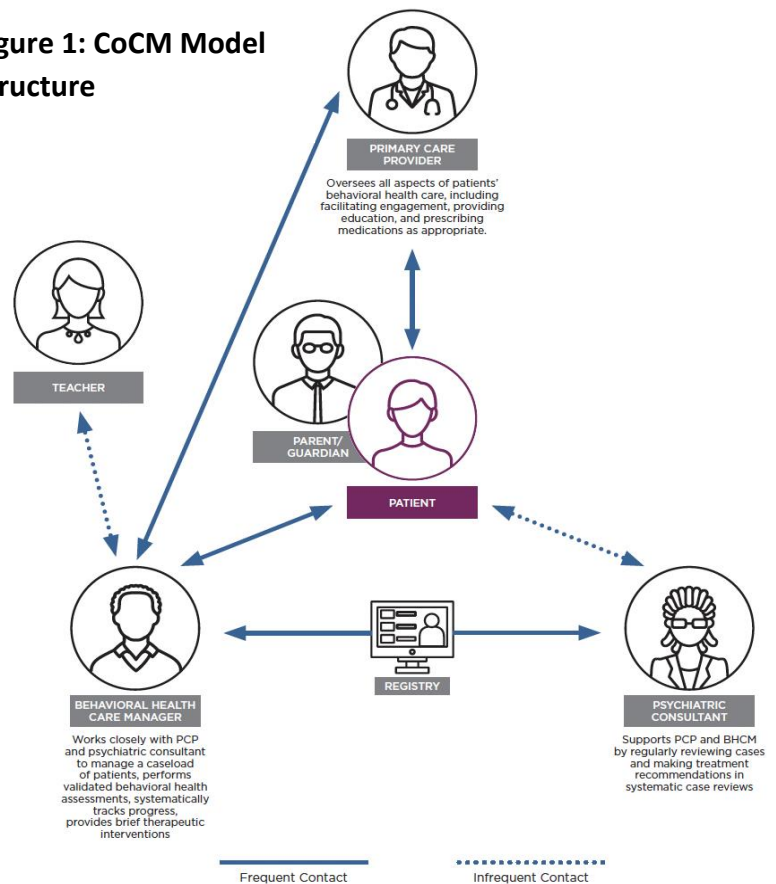 gure 1: CoCM Model
tructure
PRIMARY CARE
PROVIDER
Oversees all aspects of patients'
behavioral health care, including
facilitating engagement, providing
education, and prescribing
medications as appropriate.
TEACHER
PARENT/
GUARDIAN
PATIENT
BEHAVIORAL HEALTH
CARE MANAGER
Works closely with PCP
and psychiatric consultant
to manage a caseload
of patients, performs
validated behavioral health
assessments, systematically
tracks progress,
provides brief therapeutic
interventions
REGISTRY
PSYCHIATRIC
CONSULTANT
Supports PCP and BHCM
by regularly reviewing cases
and making treatment
recommendations in
systematic case reviews
Frequent Contact
Infrequent Contact